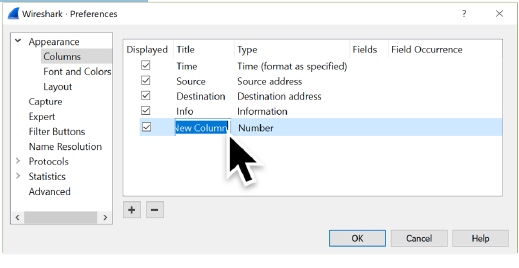 Wireshark · Preferences
? ×
Appearance
Columns
Font and Colors
Layout
Capture
Expert
Filter Buttons
Name Resolution
Protocols
Statistics
Advanced
Displayed Title Type Fields Field Occurrence
Time Time (format as specified)
Source Source address
Destination Destination address
Info Information
New Column Number
+ −
OK Cancel Help